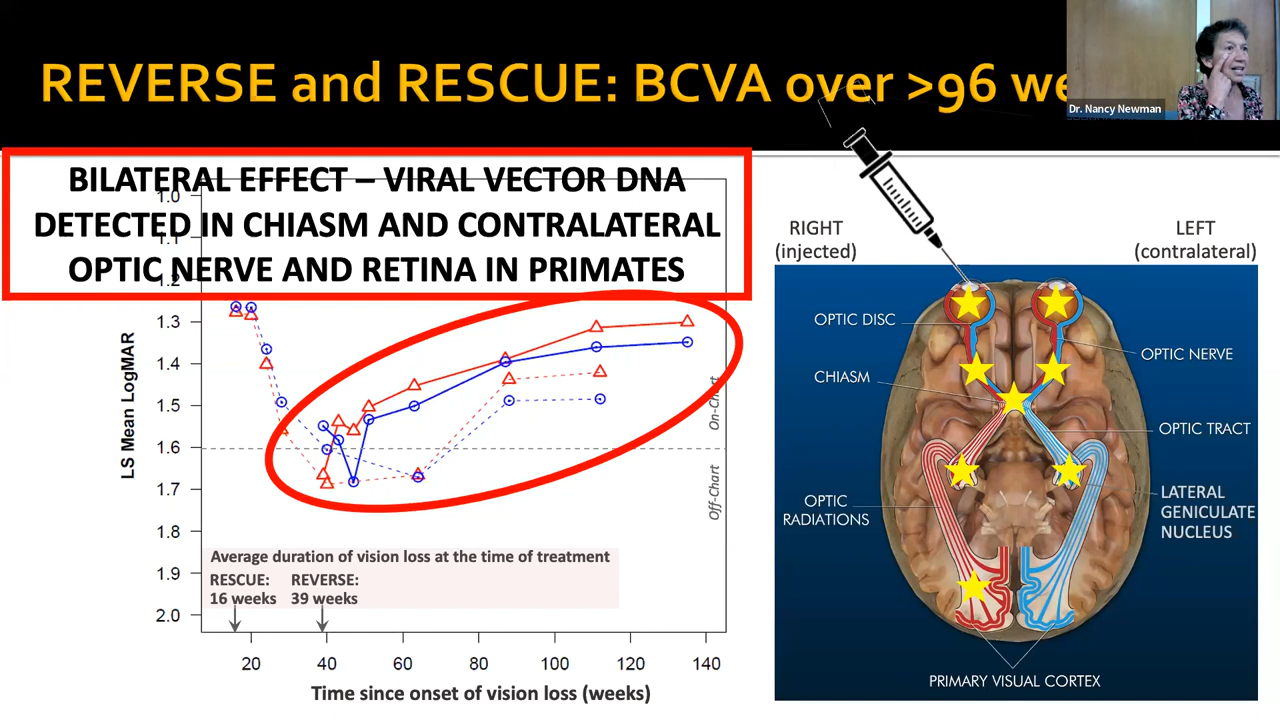 REVERSE and RESCUE: BCVA over >96 we
Dr. Nancy Newman
BILATERAL EFFECT – VIRAL VECTOR DNA
DETECTED IN CHIASM AND CONTRALATERAL
OPTIC NERVE AND RETINA IN PRIMATES
LS Mean LogMAR
1.0
1.1
1.2
1.3
1.4
1.5
1.6
1.7
1.8
1.9
2.0
On-Chart
Off-Chart
Average duration of vision loss at the time of treatment
RESCUE: REVERSE:
16 weeks 39 weeks
20 40 60 80 100 120 140
Time since onset of vision loss (weeks)
RIGHT
(injected)
LEFT
(contralateral)
OPTIC DISC
OPTIC NERVE
CHIASM
OPTIC TRACT
OPTIC
RADIATIONS
LATERAL
GENICULATE
NUCLEUS
PRIMARY VISUAL CORTEX